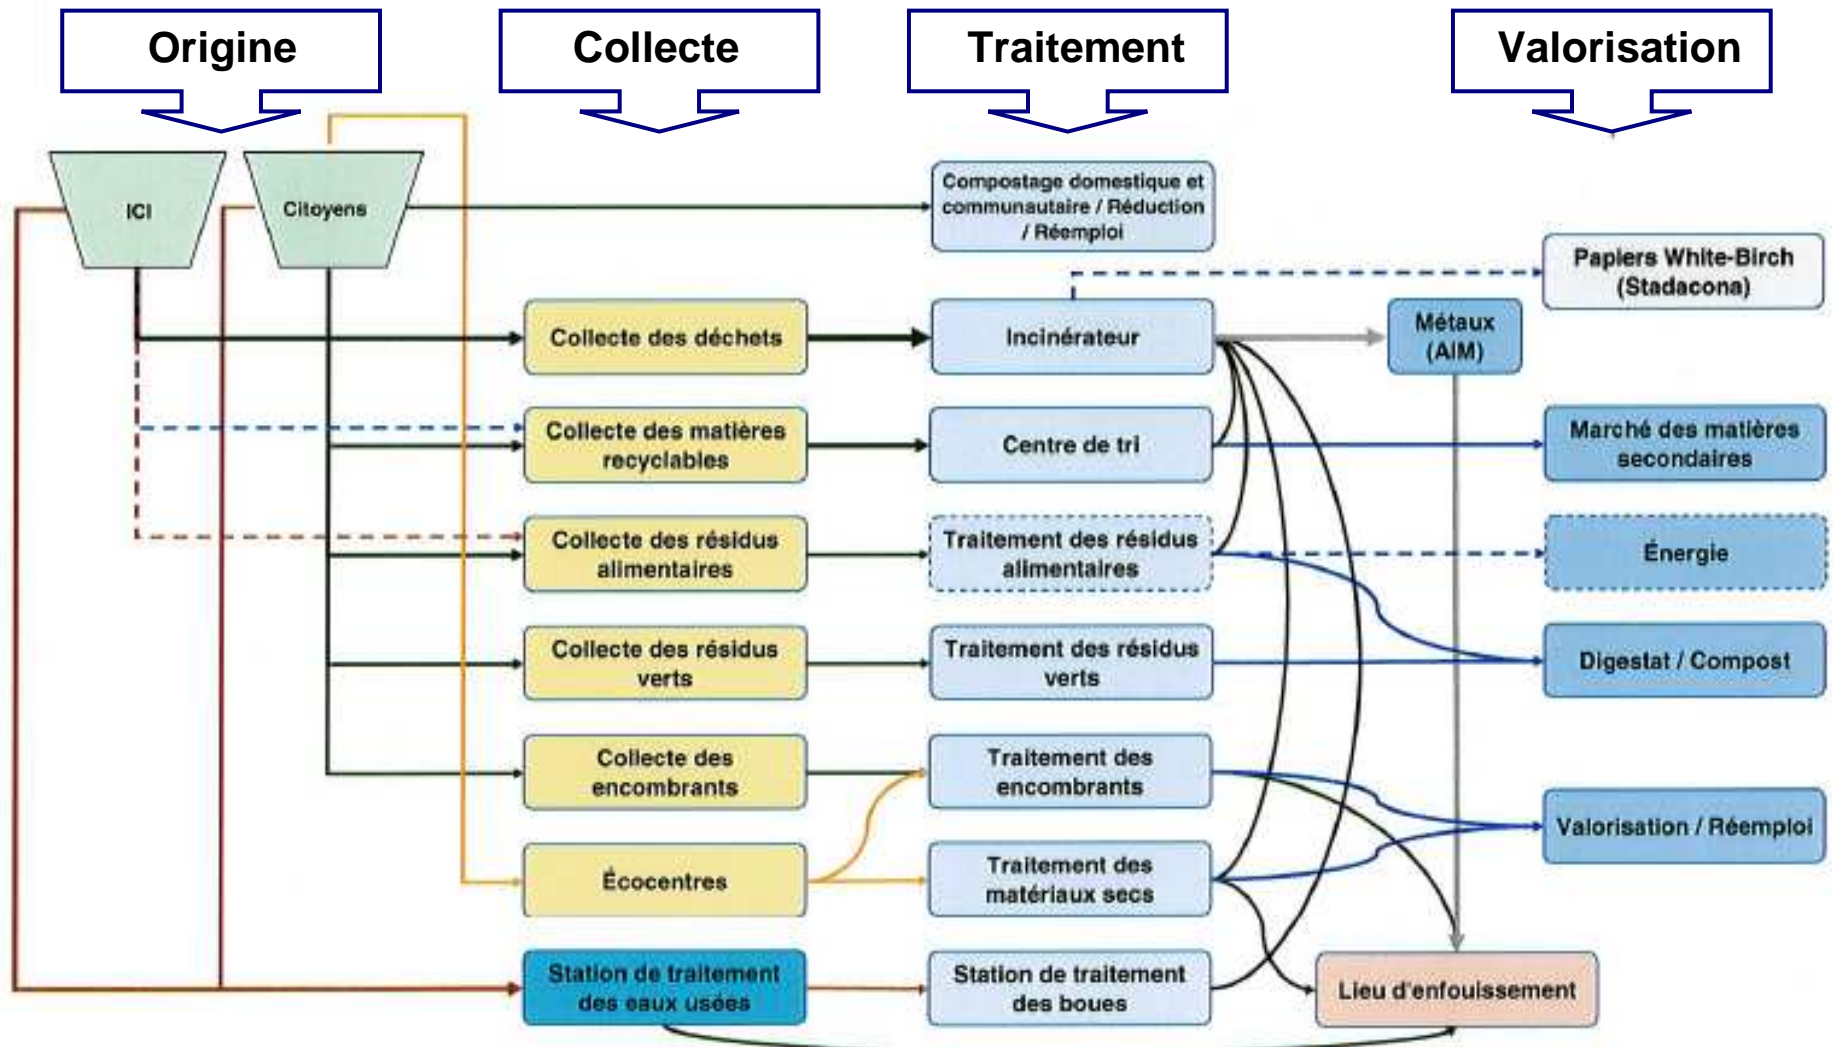 Origine
Collecte
Traitement
Valorisation
ICI
Citoyens
Compostage domestique et
communautaire / Réduction
/ Réemploi
Papiers White-Birch
(Stadacona)
Collecte des déchets
Incinérateur
Métaux
(AIM)
Collecte des matières
recyclables
Centre de tri
Marché des matières
secondaires
Collecte des résidus
alimentaires
Traitement des résidus
alimentaires
Énergie
Collecte des résidus
verts
Traitement des résidus
verts
Digestat / Compost
Collecte des
encombrants
Traitement des
encombrants
Valorisation / Réemploi
Écocentres
Traitement des
matériaux secs
Station de traitement
des eaux usées
Station de traitement
des boues
Lieu d'enfouissement